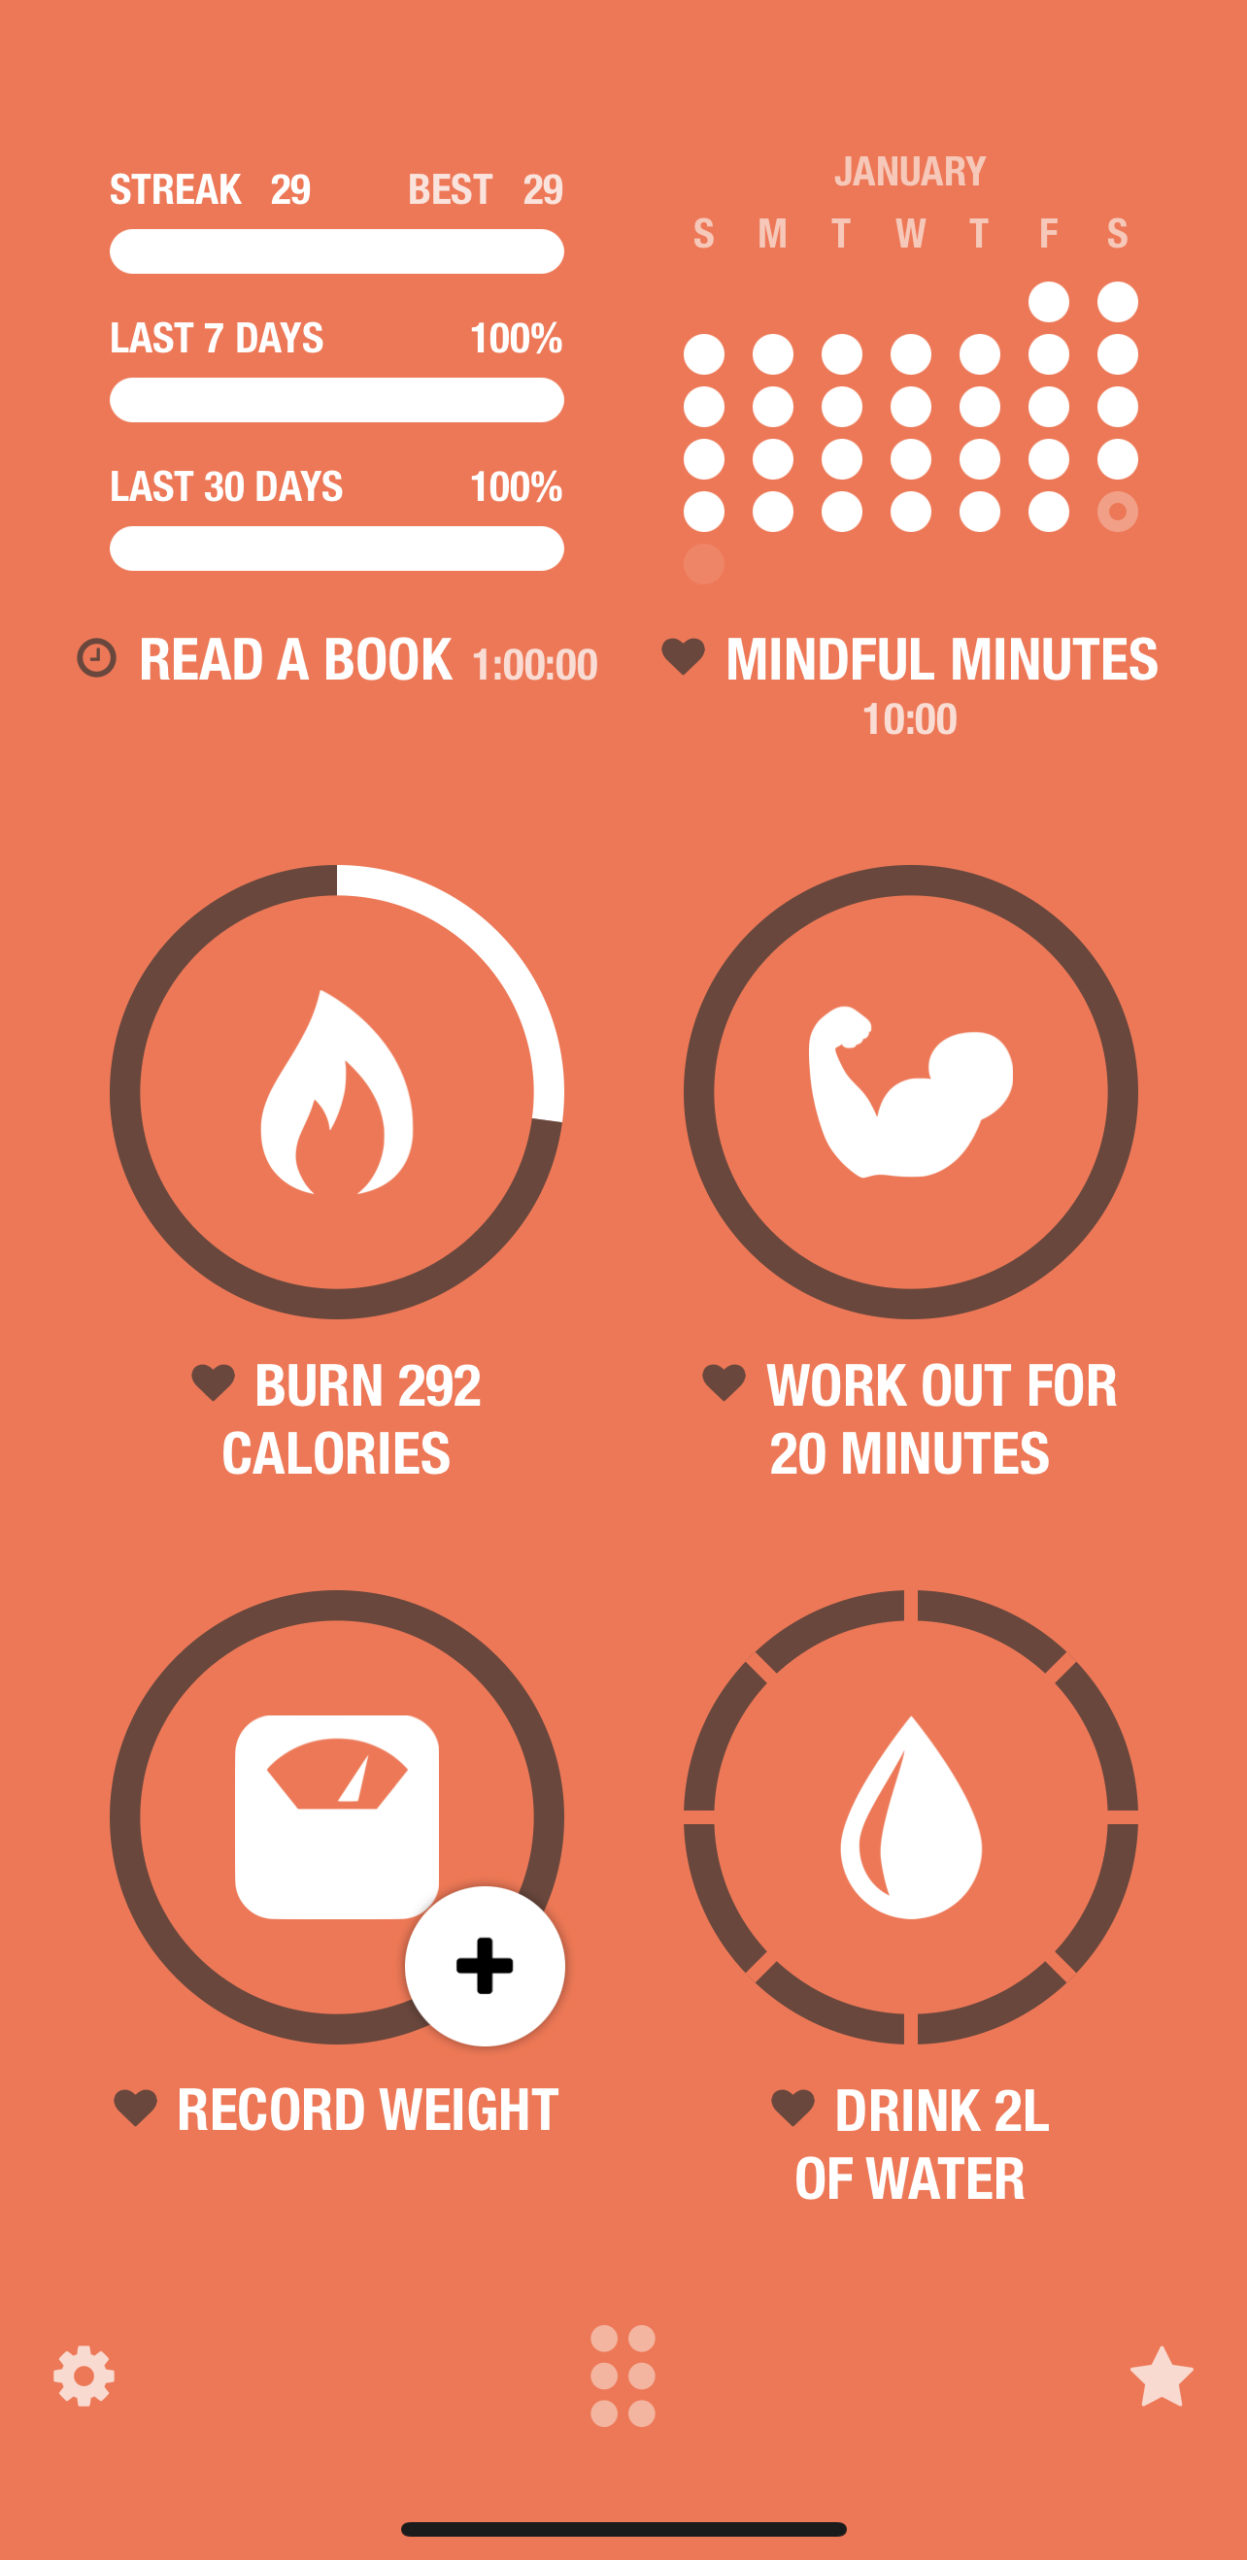 STREAK 29 BEST 29
LAST 7 DAYS 100%
LAST 30 DAYS 100%
READ A BOOK 1:00:00
JANUARY
S M T W T F S
MINDFUL MINUTES
10:00
BURN 292
CALORIES
WORK OUT FOR
20 MINUTES
RECORD WEIGHT
DRINK 2L
OF WATER